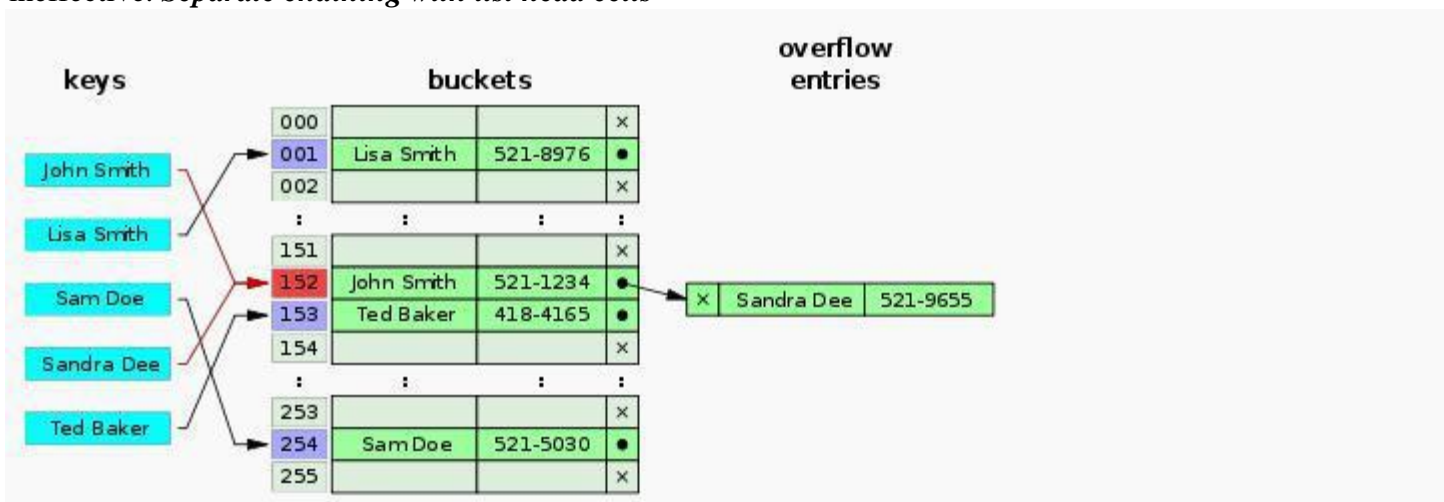 ineffective. Separate chaining with list head cells
keys buckets overflow entries
000 ×
001 Lisa Smith 521-8976 •
002 ×
: : : :
151 ×
152 John Smith 521-1234 •
153 Ted Baker 418-4165 •
154 ×
: : : :
253 ×
254 Sam Doe 521-5030 •
255 ×
John Smith
Lisa Smith
Sam Doe
Sandra Dee
Ted Baker
× Sandra Dee 521-9655